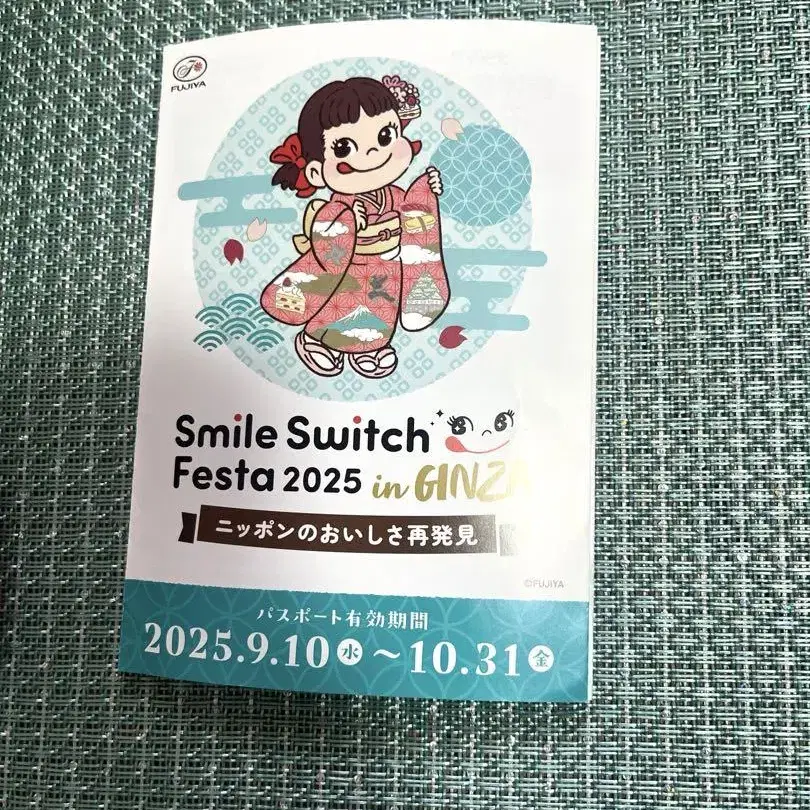 FUJIYA
Smile Switch
Festa 2025 in GINZA
ニッポンのおいしさ再発見
©FUJIYA
パスポート有効期間
2025.9.10 水 〜 10.31 金